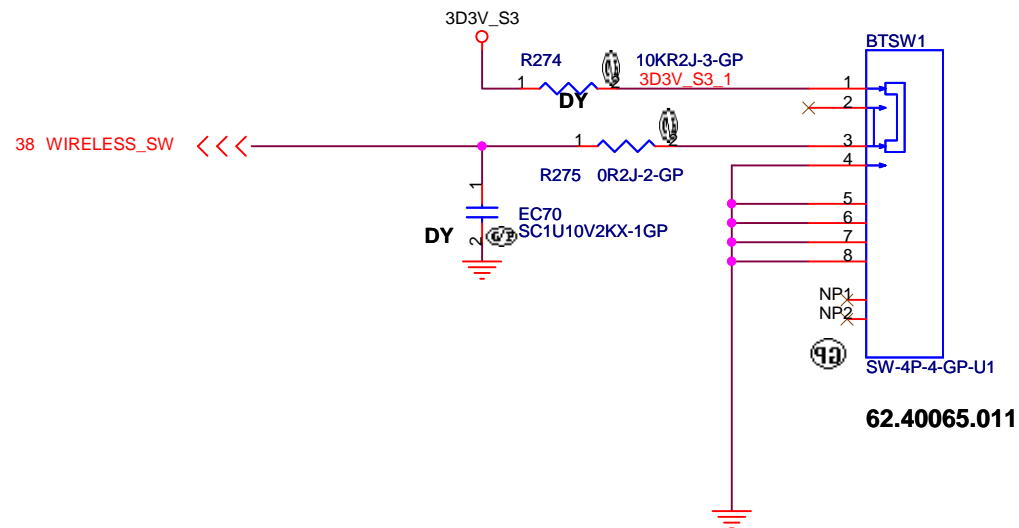 3D3V_S3
BTSW1
R274
10KR2J-3-GP
1
2
3D3V_S3_1
DY
1
2
38 WIRELESS_SW
1
2
3
4
R275
0R2J-2-GP
1
2
EC70
SC1U10V2KX-1GP
DY
G/P
5
6
7
8
NP1
NP2
GP
SW-4P-4-GP-U1
62.40065.011